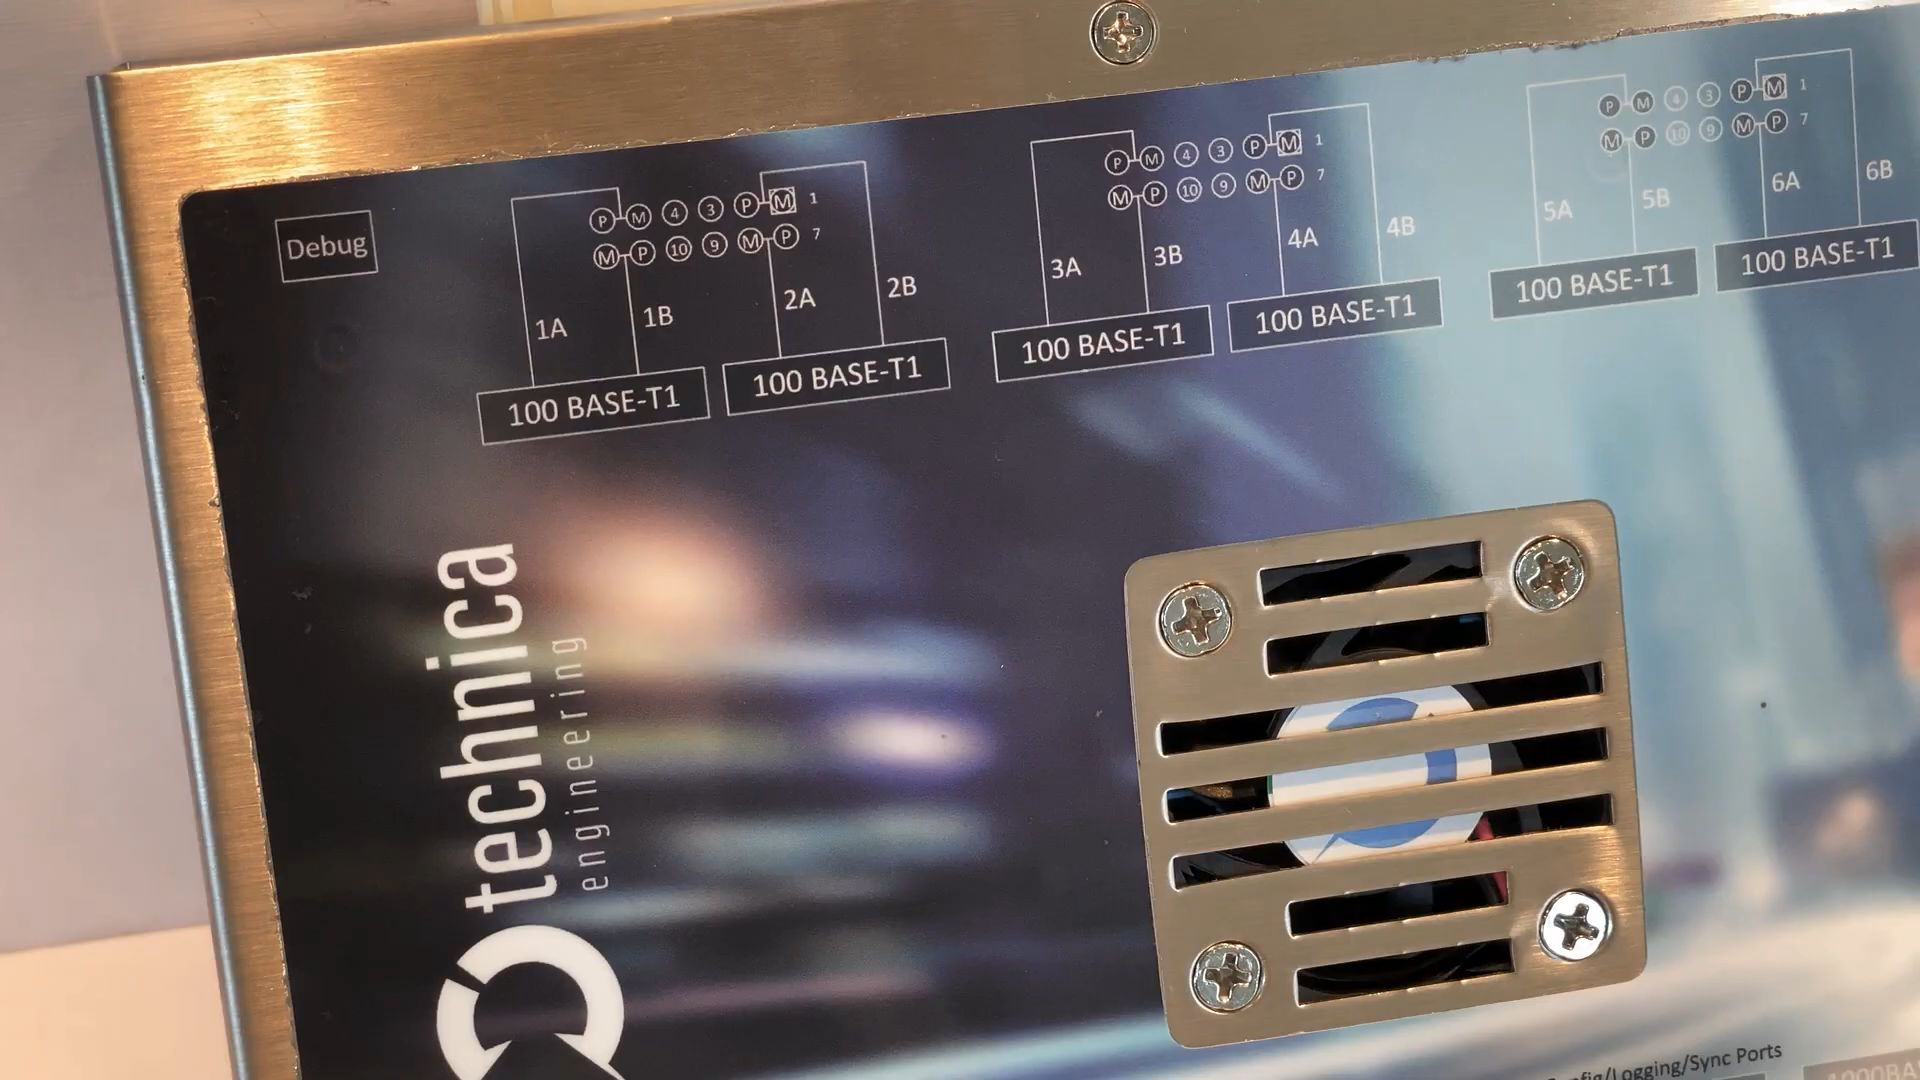 Debug
P M 4 3 P M 1
M P 10 9 M P 7
1A 1B 2A 2B
100 BASE-T1 100 BASE-T1
P M 4 3 P M 1
M P 10 9 M P 7
3A 3B 4A 4B
100 BASE-T1 100 BASE-T1
P M 4 3 P M 1
M P 10 9 M P 7
5A 5B 6A 6B
100 BASE-T1 100 BASE-T1
technica
engineering
/Logging/Sync Ports